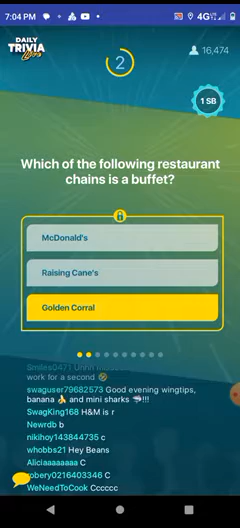 7:04 PM
4G
DAILY
TRIVIA
Live
2
16,474
1 SB
Which of the following restaurant
chains is a buffet?
McDonald's
Raising Cane's
Golden Corral
Smiles0471
work for a second
swaguser79682573 Good evening wingtips,
banana 🍌 and mini sharks 🦈!!!
SwagKing168 H&M is r
Newrdb b
nikihoy143844735 c
whobbs21 Hey Beans
Aliciaaaaaaaa C
obery0216403346 C
WeNeedToCook Cccccc